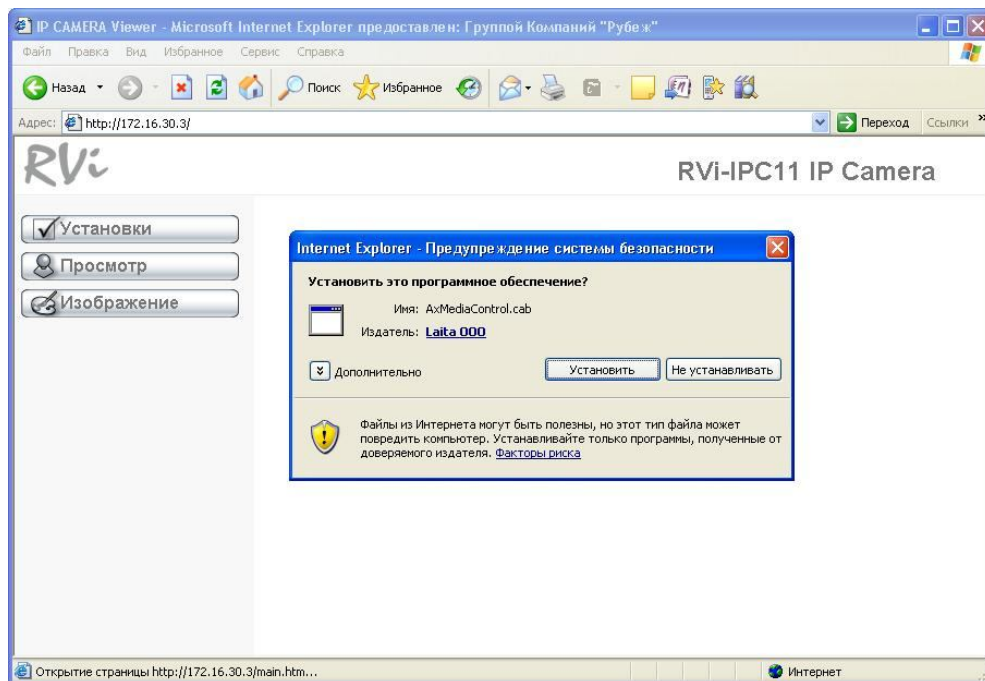 IP CAMERA Viewer - Microsoft Internet Explorer предоставлен: Группой Компаний "Рубеж"
Файл Правка Вид Избранное Сервис Справка
Назад Поиск Избранное
Адрес: http://172.16.30.3/ Переход Ссылки »
RVi
RVi-IPC11 IP Camera
Установки
Просмотр
Изображение
Internet Explorer - Предупреждение системы безопасности
Установить это программное обеспечение?
Имя: AxMediaControl.cab
Издатель: Laita OOO
Дополнительно
Установить
Не устанавливать
Файлы из Интернета могут быть полезны, но этот тип файла может
повредить компьютер. Устанавливайте только программы, полученные от
доверяемого издателя. Факторы риска
Открытие страницы http://172.16.30.3/main.htm...
Интернет